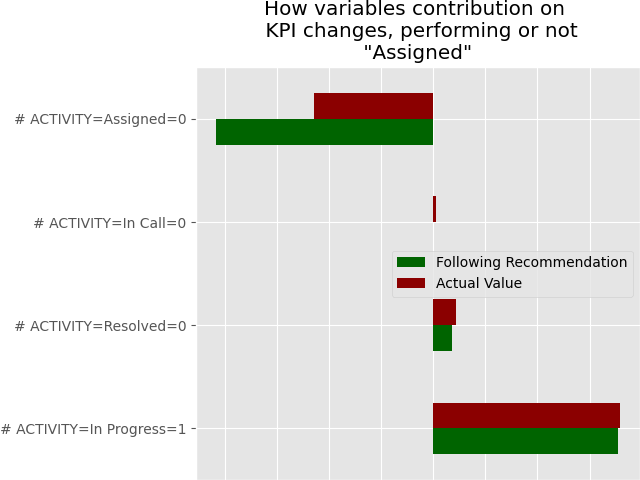 How variables contribution on
KPI changes, performing or not
"Assigned"
# ACTIVITY=Assigned=0
# ACTIVITY=In Call=0
Following Recommendation
Actual Value
# ACTIVITY=Resolved=0
# ACTIVITY=In Progress=1